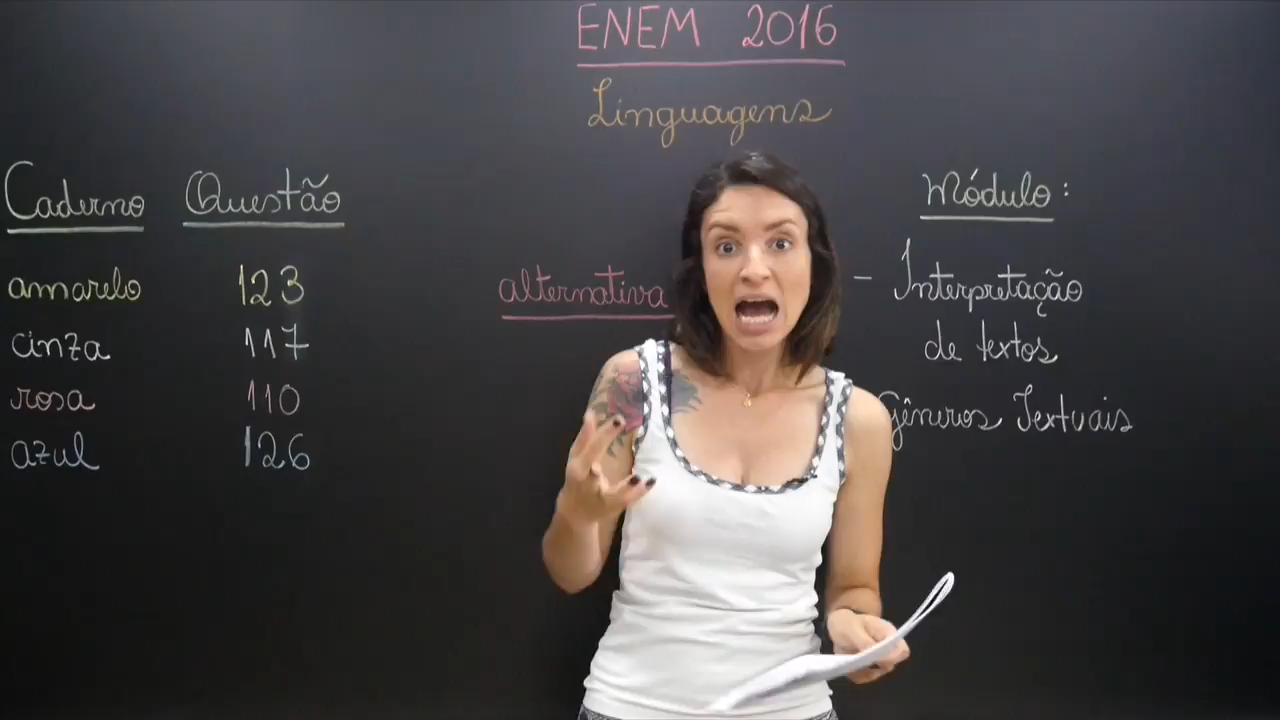 ENEM 2016
Linguagens
Caderno Questão
amarelo 123
cinza 117
rosa 110
azul 126
alternativa
Módulo:
- Interpretação
de textos
Gêneros Textuais